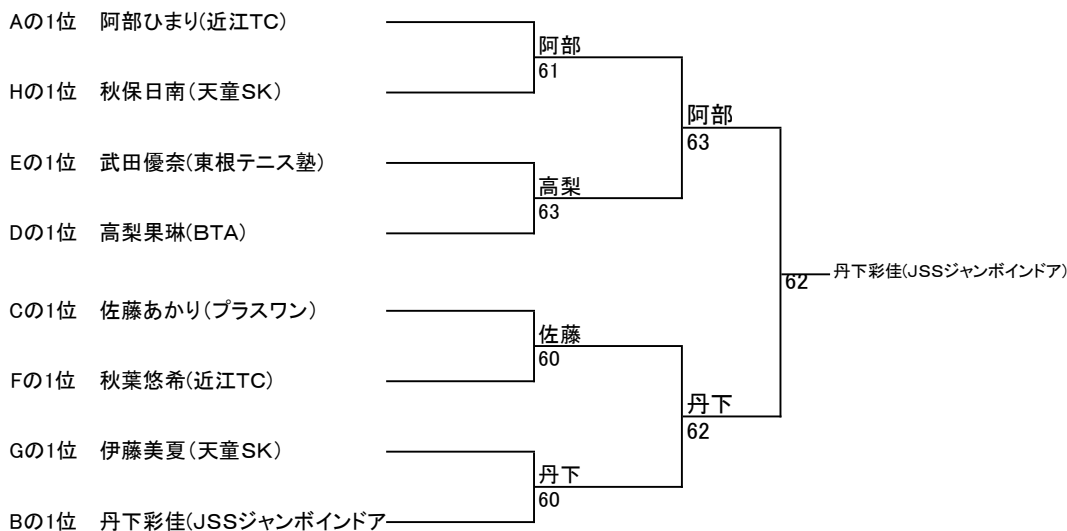 Aの1位 阿部ひまり(近江TC)
阿部
61
Hの1位 秋保日南(天童SK)
阿部
63
Eの1位 武田優奈(東根テニス塾)
高梨
63
Dの1位 高梨果琳(BTA)
丹下彩佳(JSSジャンボインドア)
62
Cの1位 佐藤あかり(プラスワン)
佐藤
60
Fの1位 秋葉悠希(近江TC)
丹下
62
Gの1位 伊藤美夏(天童SK)
丹下
60
Bの1位 丹下彩佳(JSSジャンボインドア